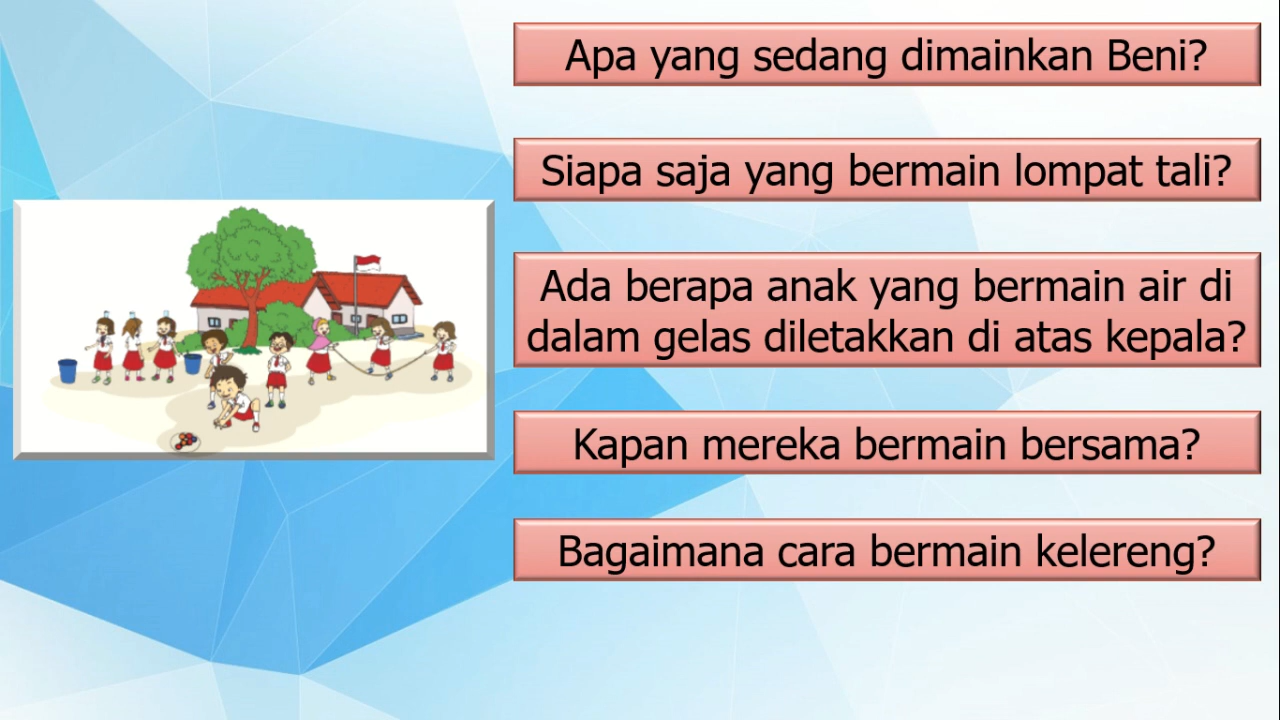 Apa yang sedang dimainkan Beni?
Siapa saja yang bermain lompat tali?
Ada berapa anak yang bermain air di
dalam gelas diletakkan di atas kepala?
Kapan mereka bermain bersama?
Bagaimana cara bermain kelereng?